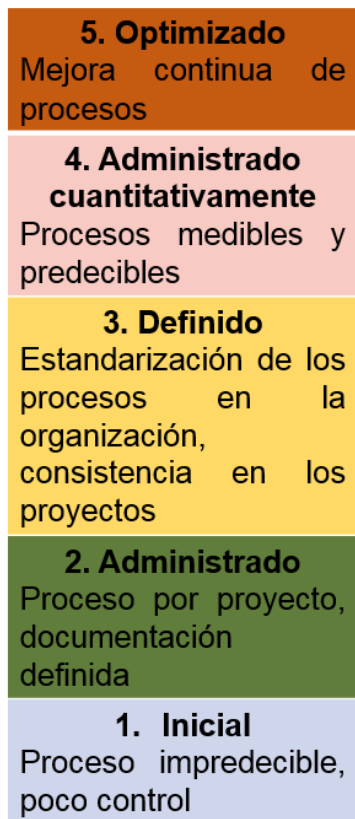 5. Optimizado
Mejora continua de
procesos
4. Administrado
cuantitativamente
Procesos medibles y
predecibles
3. Definido
Estandarización de los
procesos en la
organización,
consistencia en los
proyectos
2. Administrado
Proceso por proyecto,
documentación
definida
1. Inicial
Proceso impredecible,
poco control